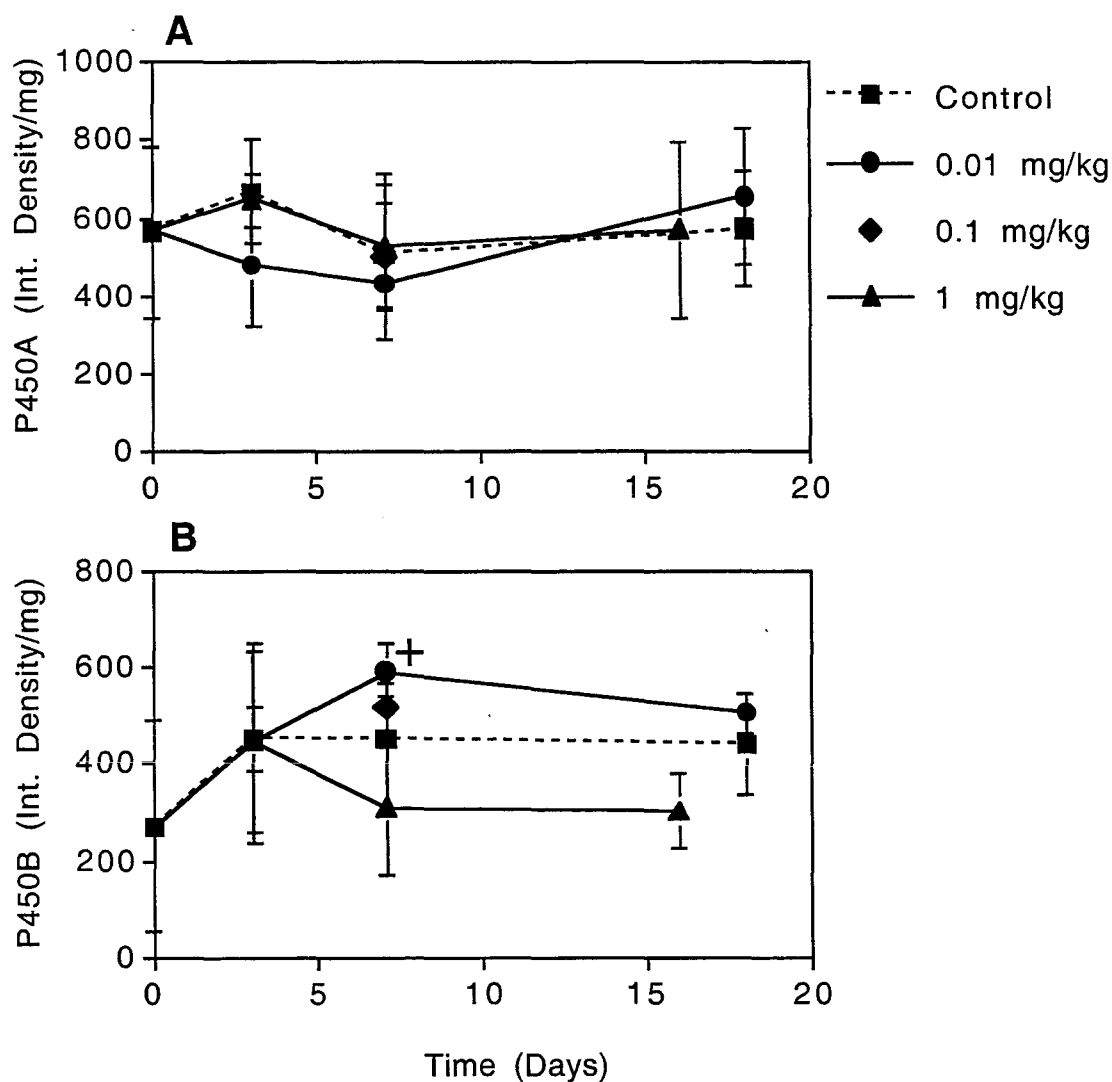 A
P450A (Int. Density/mg)
1000
800
600
400
200
0
0 5 10 15 20
Control
0.01 mg/kg
0.1 mg/kg
1 mg/kg
B
P450B (Int. Density/mg)
800
600
400
200
0
+
0 5 10 15 20
Time (Days)